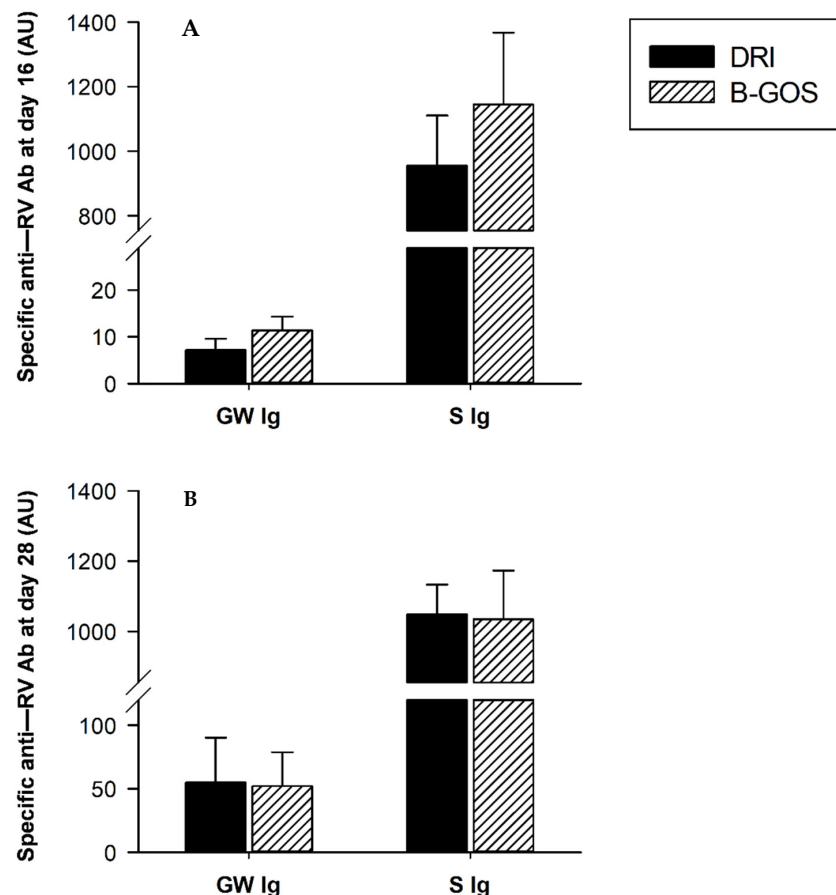 A
Specific anti—RV Ab at day 16 (AU)
1400
1200
1000
800
20
10
0
GW Ig S Ig
DRI
B-GOS
B
Specific anti—RV Ab at day 28 (AU)
1400
1200
1000
100
50
0
GW Ig S Ig